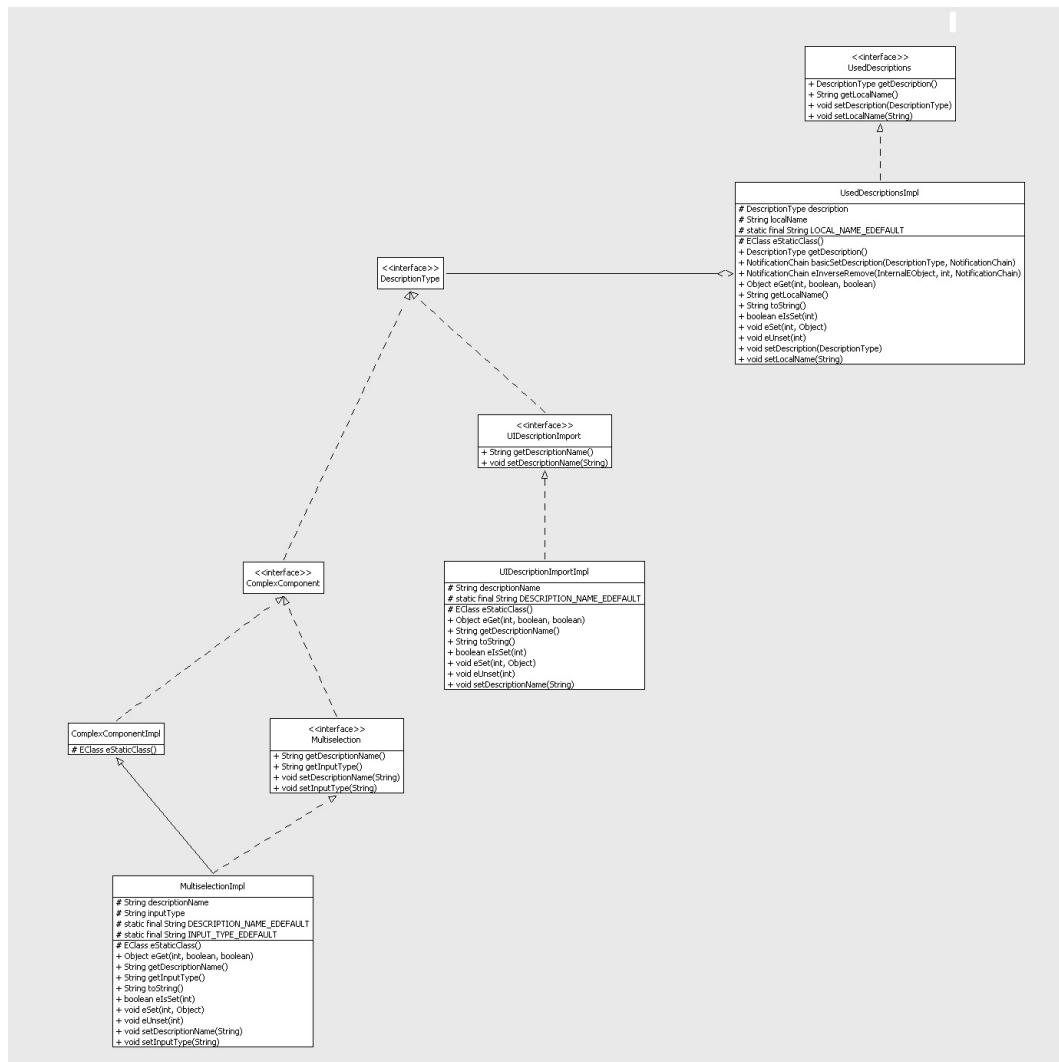 <<interface>>
UsedDescriptions
+ DescriptionType getDescription()
+ String getLocalName()
+ void setDescription(DescriptionType)
+ void setLocalName(String)
UsedDescriptionsImpl
# DescriptionType description
# String localName
# static final String LOCAL_NAME_EDEFAULT
# EClass eStaticClass()
+ DescriptionType getDescription()
+ NotificationChain basicSetDescription(DescriptionType, NotificationChain)
+ NotificationChain eInverseRemove(InternalEObject, int, NotificationChain)
+ Object eGet(int, boolean, boolean)
+ String getLocalName()
+ String toString()
+ boolean eIsSet(int)
+ void eSet(int, Object)
+ void eUnset(int)
+ void setDescription(DescriptionType)
+ void setLocalName(String)
<<interface>>
DescriptionType
<<interface>>
UIDescriptionImport
+ String getDescriptionName()
+ void setDescriptionName(String)
<<interface>>
ComplexComponent
UIDescriptionImportImpl
# String descriptionName
# static final String DESCRIPTION_NAME_EDEFAULT
# EClass eStaticClass()
+ Object eGet(int, boolean, boolean)
+ String getDescriptionName()
+ String toString()
+ boolean eIsSet(int)
+ void eSet(int, Object)
+ void eUnset(int)
+ void setDescriptionName(String)
ComplexComponentImpl
# EClass eStaticClass()
<<interface>>
Multiselection
+ String getDescriptionName()
+ String getInputType()
+ void setDescriptionName(String)
+ void setInputType(String)
MultiselectionImpl
# String descriptionName
# String inputType
# static final String DESCRIPTION_NAME_EDEFAULT
# static final String INPUT_TYPE_EDEFAULT
# EClass eStaticClass()
+ Object eGet(int, boolean, boolean)
+ String getDescriptionName()
+ String getInputType()
+ String toString()
+ boolean eIsSet(int)
+ void eSet(int, Object)
+ void eUnset(int)
+ void setDescriptionName(String)
+ void setInputType(String)